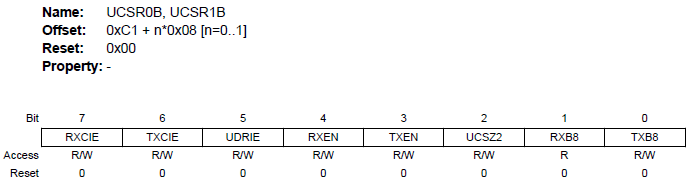 Name: UCSR0B, UCSR1B
Offset: 0xC1 + n*0x08 [n=0..1]
Reset: 0x00
Property: -
Bit 7 6 5 4 3 2 1 0
RXCIE TXCIE UDRIE RXEN TXEN UCSZ2 RXB8 TXB8
Access R/W R/W R/W R/W R/W R/W R R/W
Reset 0 0 0 0 0 0 0 0